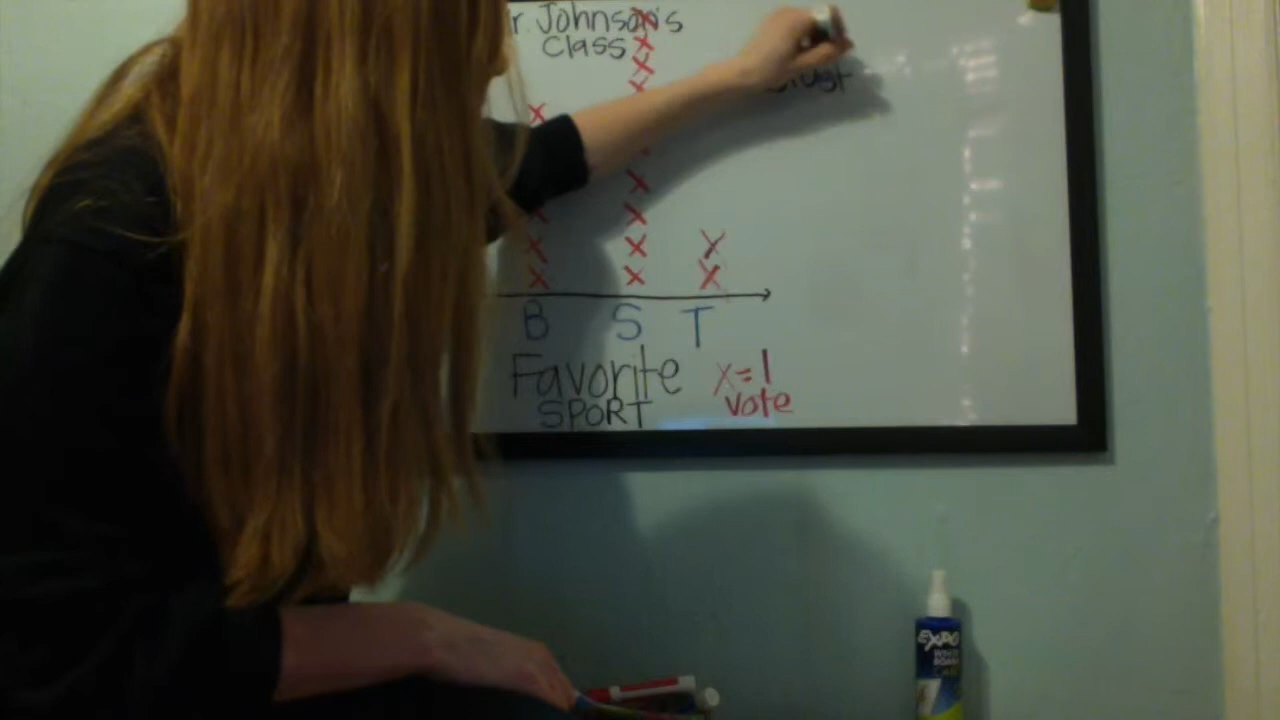 r Johnson's
Class
B S T
Favorite
SPORT
X = 1
vote
EXPO